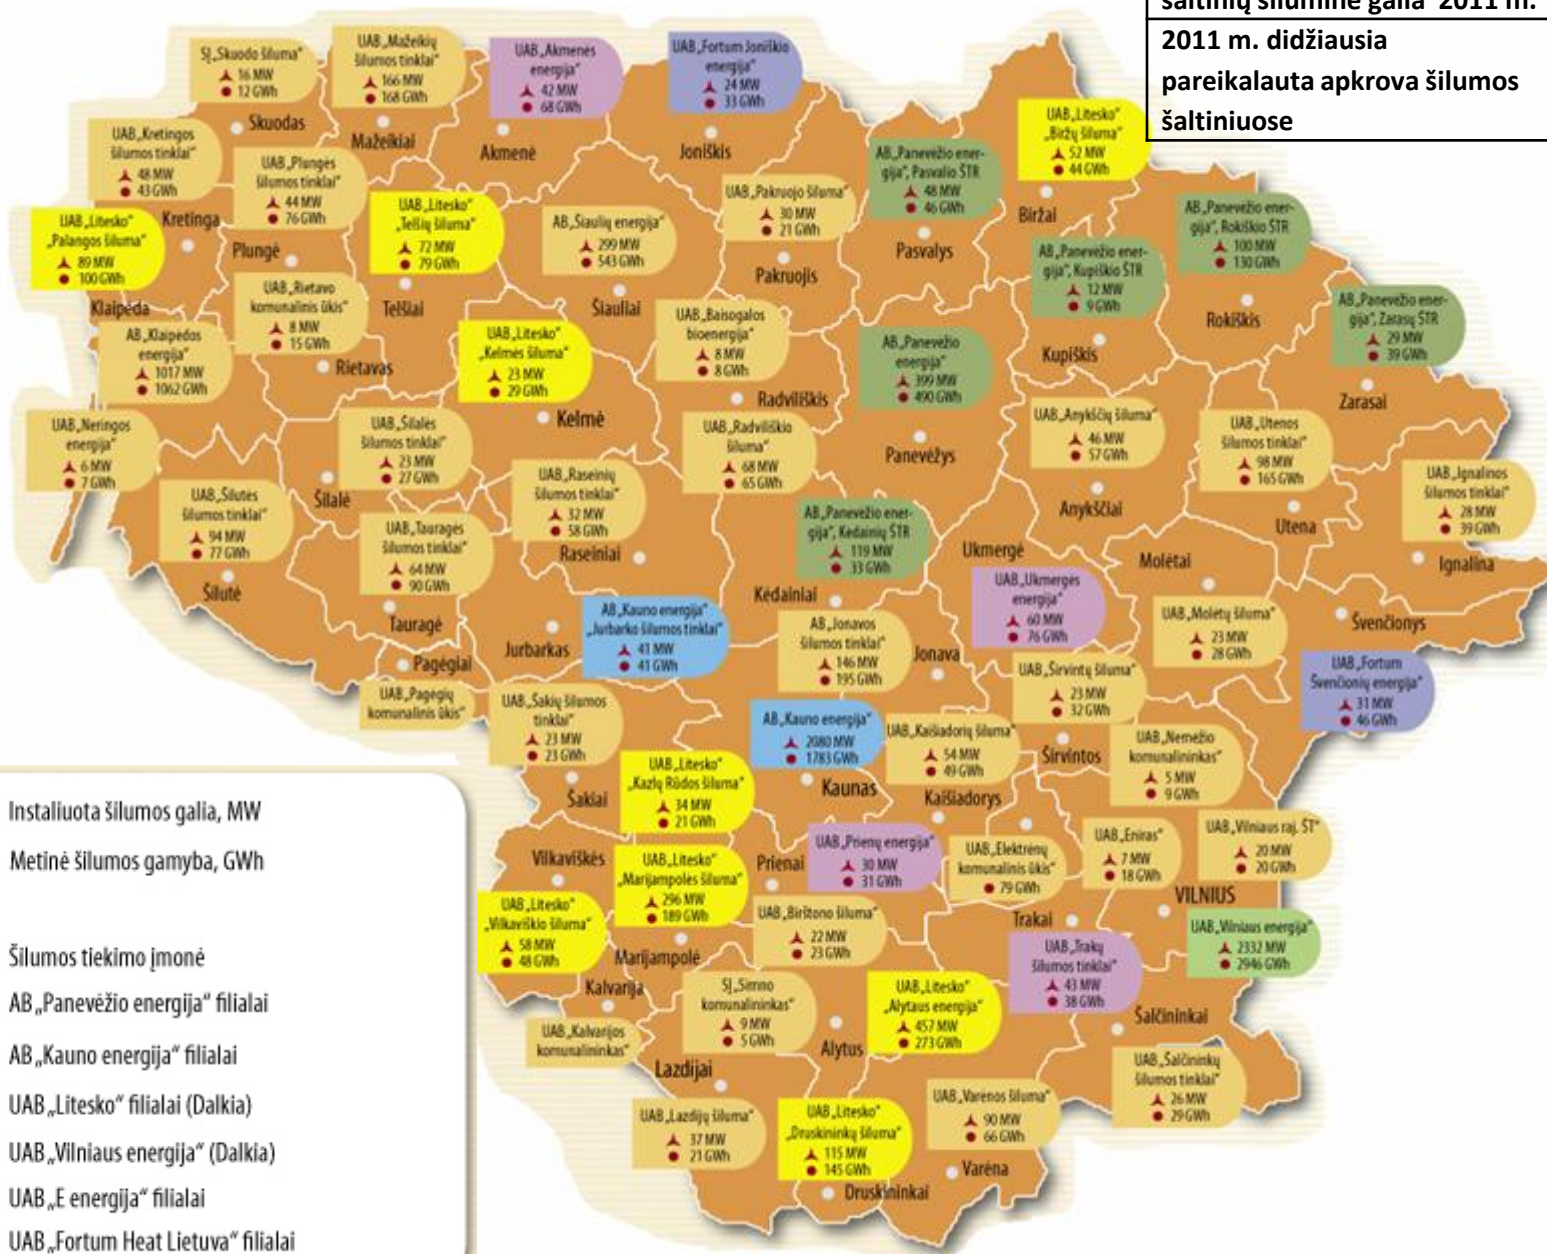 šaltinių šiluminė galia 2011 m.
2011 m. didžiausia
pareikalauta apkrova šilumos
šaltiniuose
SĮ „Skuodo šiluma"
16 MW
12 GWh
Skuodas
UAB „Mažeikių
šilumos tinklai"
166 MW
168 GWh
Mažeikiai
UAB „Akmenės
energija"
42 MW
68 GWh
Akmenė
UAB „Fortum Joniškio
energija"
24 MW
33 GWh
Joniškis
UAB „Litesko"
„Biržų šiluma"
52 MW
44 GWh
Biržai
UAB „Kretingos
šilumos tinklai"
48 MW
43 GWh
Kretinga
UAB „Plungės
šilumos tinklai"
44 MW
76 GWh
Plungė
UAB „Litesko"
„Telšių šiluma"
72 MW
79 GWh
Telšiai
AB „Šiaulių energija"
299 MW
543 GWh
Šiauliai
UAB „Pakruojo šiluma"
30 MW
21 GWh
Pakruojis
AB „Panevėžio ener-
gija", Pasvalio ŠTR
48 MW
46 GWh
Pasvalys
AB „Panevėžio ener-
gija", Kupiškio ŠTR
12 MW
9 GWh
Kupiškis
AB „Panevėžio ener-
gija", Rokiškio ŠTR
100 MW
130 GWh
Rokiškis
AB „Panevėžio ener-
gija", Zarasų ŠTR
29 MW
39 GWh
Zarasai
UAB „Litesko"
„Palangos šiluma"
89 MW
100 GWh
Klaipėda
AB „Klaipėdos
energija"
1017 MW
1062 GWh
UAB „Rietavo
komunalinis ūkis"
8 MW
15 GWh
Rietavas
UAB „Litesko"
„Kelmės šiluma"
23 MW
29 GWh
Kelmė
UAB „Baisogalos
bioenergija"
8 MW
8 GWh
Radviliškis
UAB „Radviliškio
šiluma"
68 MW
65 GWh
AB „Panevėžio
energija"
399 MW
490 GWh
Panevėžys
UAB „Anykščių šiluma"
46 MW
57 GWh
Anykščiai
UAB „Utenos
šilumos tinklai"
98 MW
165 GWh
Utena
UAB „Ignalinos
šilumos tinklai"
28 MW
39 GWh
Ignalina
UAB „Neringos
energija"
6 MW
7 GWh
UAB „Šilutės
šilumos tinklai"
94 MW
77 GWh
Šilutė
UAB „Šilalės
šilumos tinklai"
23 MW
27 GWh
Šilalė
UAB „Tauragės
šilumos tinklai"
64 MW
90 GWh
Tauragė
UAB „Raseinių
šilumos tinklai"
32 MW
58 GWh
Raseiniai
AB „Panevėžio ener-
gija", Kėdainių ŠTR
119 MW
33 GWh
Kėdainiai
Ukmergė
UAB „Ukmergės
energija"
60 MW
76 GWh
Molėtai
UAB „Molėtų šiluma"
23 MW
28 GWh
Švenčionys
UAB „Fortum
Švenčionių energija"
31 MW
46 GWh
Pagėgiai
UAB „Pagėgių
komunalinis ūkis"
Jurbarkas
AB „Kauno energija"
„Jurbarko šilumos tinklai"
41 MW
41 GWh
AB „Jonavos
šilumos tinklai"
146 MW
195 GWh
Jonava
UAB „Širvintų šiluma"
23 MW
32 GWh
Širvintos
UAB „Šakių šilumos
tinklai"
23 MW
23 GWh
Šakiai
AB „Kauno energija"
2080 MW
1783 GWh
Kaunas
UAB „Kaišiadorių šiluma"
54 MW
49 GWh
Kaišiadorys
UAB „Nemėžio
komunalininkas"
5 MW
9 GWh
UAB „Litesko"
„Kazlų Rūdos šiluma"
34 MW
21 GWh
Vilkaviškės
UAB „Litesko"
„Marijampolės šiluma"
296 MW
189 GWh
Marijampolė
UAB „Litesko"
„Vilkaviškio šiluma"
58 MW
48 GWh
Prienai
UAB „Prienų energija"
30 MW
31 GWh
UAB „Elektrėnų
komunalinis ūkis"
79 GWh
UAB „Eniras"
7 MW
18 GWh
UAB „Vilniaus raj. ŠT"
20 MW
20 GWh
VILNIUS
UAB „Vilniaus energija"
2332 MW
2946 GWh
UAB „Birštono šiluma"
22 MW
23 GWh
Trakai
UAB „Trakų
šilumos tinklai"
43 MW
38 GWh
Kalvarija
UAB „Kalvarijos
komunalininkas"
SĮ „Simno
komunalininkas"
9 MW
5 GWh
Alytus
UAB „Litesko"
„Alytaus energija"
457 MW
273 GWh
Šalčininkai
UAB „Šalčininkų
šilumos tinklai"
26 MW
29 GWh
Lazdijai
UAB „Lazdijų šiluma"
37 MW
21 GWh
UAB „Litesko"
„Druskininkų šiluma"
115 MW
145 GWh
Druskininkai
UAB „Varėnos šiluma"
90 MW
66 GWh
Varėna
Instaliuota šilumos galia, MW
Metinė šilumos gamyba, GWh
Šilumos tiekimo įmonė
AB „Panevėžio energija" filialai
AB „Kauno energija" filialai
UAB „Litesko" filialai (Dalkia)
UAB „Vilniaus energija" (Dalkia)
UAB „E energija" filialai
UAB „Fortum Heat Lietuva" filialai